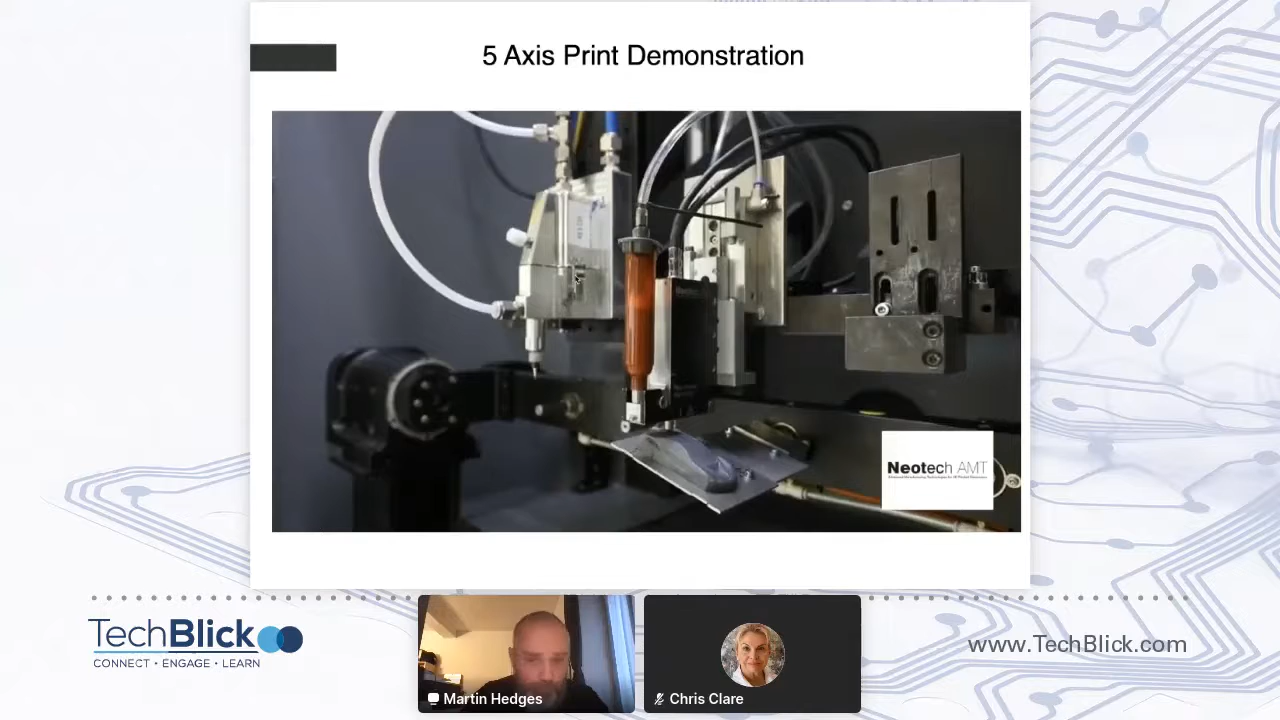 5 Axis Print Demonstration
Neotech AMT
TechBlick
CONNECT • ENGAGE • LEARN
Martin Hedges
Chris Clare
www.TechBlick.com